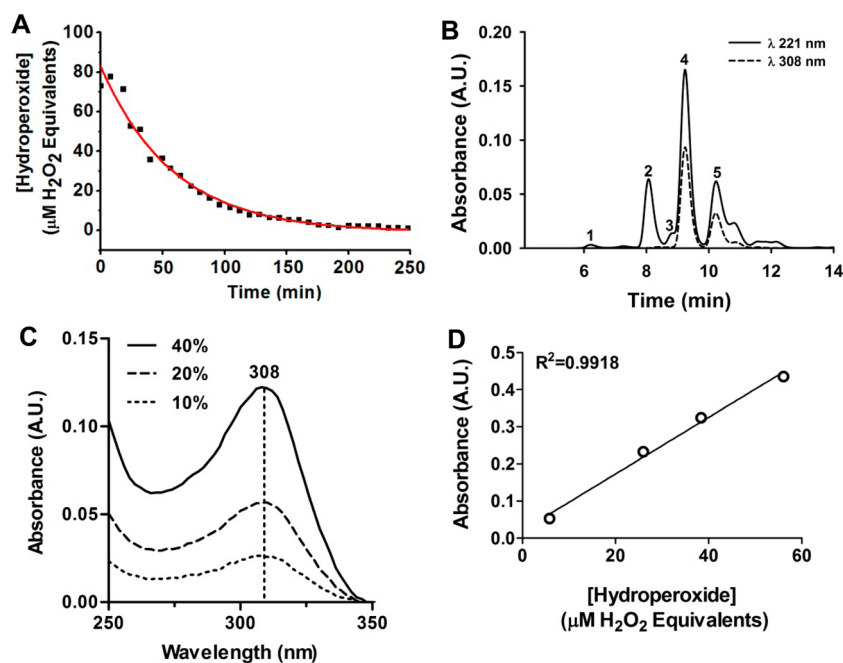 A
[Hydroperoxide]
(μM H₂O₂ Equivalents)
100
80
60
40
20
0
0 50 100 150 200 250
Time (min)
B
λ 221 nm
λ 308 nm
Absorbance (A.U.)
0.20
0.15
0.10
0.05
0.00
1
2
3
4
5
6 8 10 12 14
Time (min)
C
40%
20%
10%
308
Absorbance (A.U.)
0.15
0.10
0.05
0.00
250 300 350
Wavelength (nm)
D
R²=0.9918
Absorbance (A.U.)
0.5
0.4
0.3
0.2
0.1
0.0
0 20 40 60
[Hydroperoxide]
(μM H₂O₂ Equivalents)